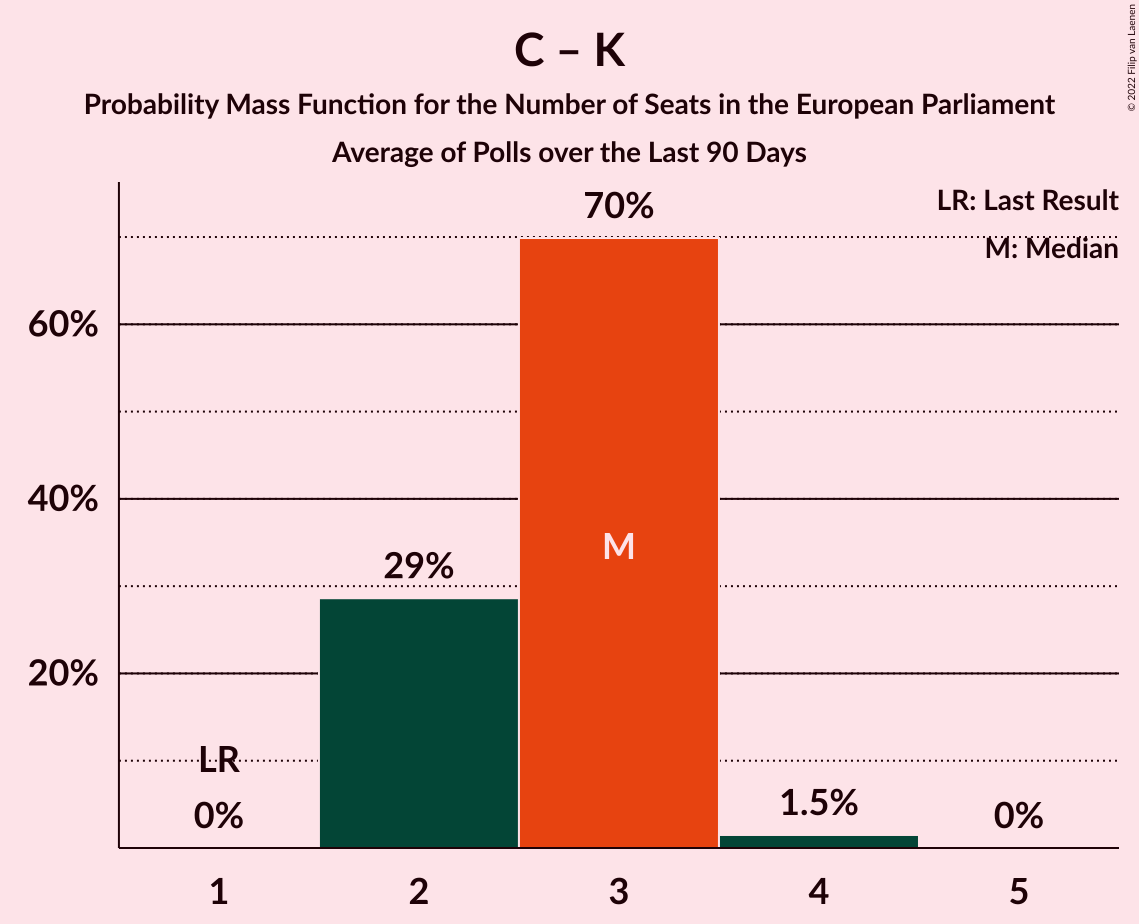 C – K
Probability Mass Function for the Number of Seats in the European Parliament
Average of Polls over the Last 90 Days
© 2022 Filip van Laenen
LR: Last Result
M: Median
70%
60%
40%
M
29%
20%
LR
0%
1.5%
0%
1
2
3
4
5